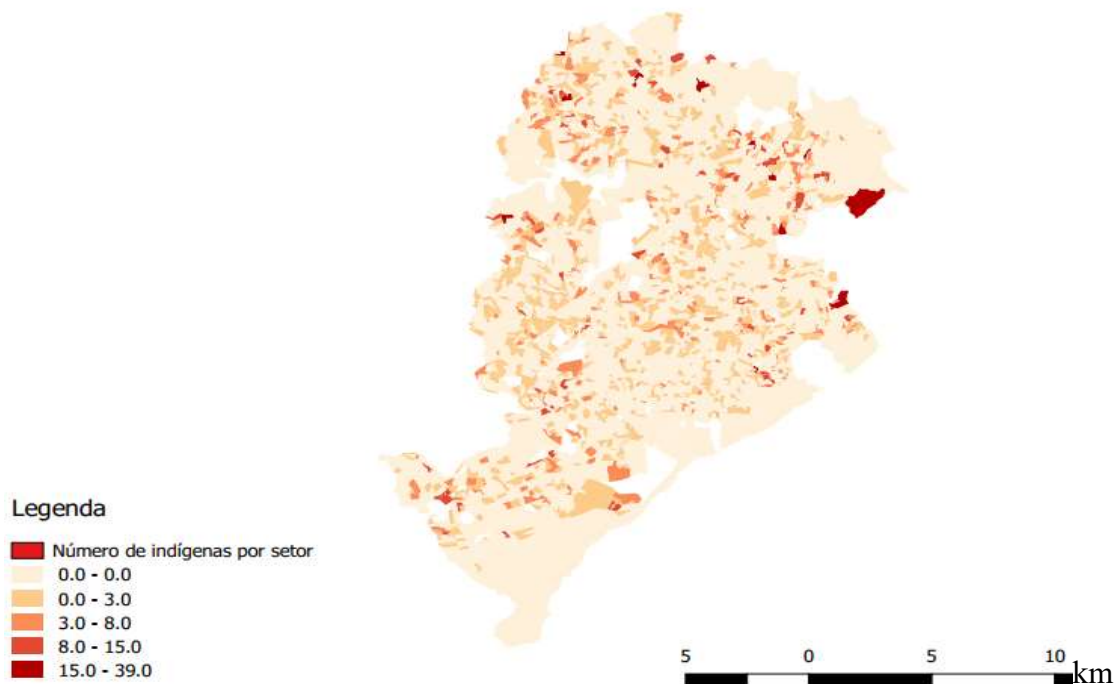 Legenda
Número de indígenas por setor
0.0 - 0.0
0.0 - 3.0
3.0 - 8.0
8.0 - 15.0
15.0 - 39.0
5 0 5 10 km